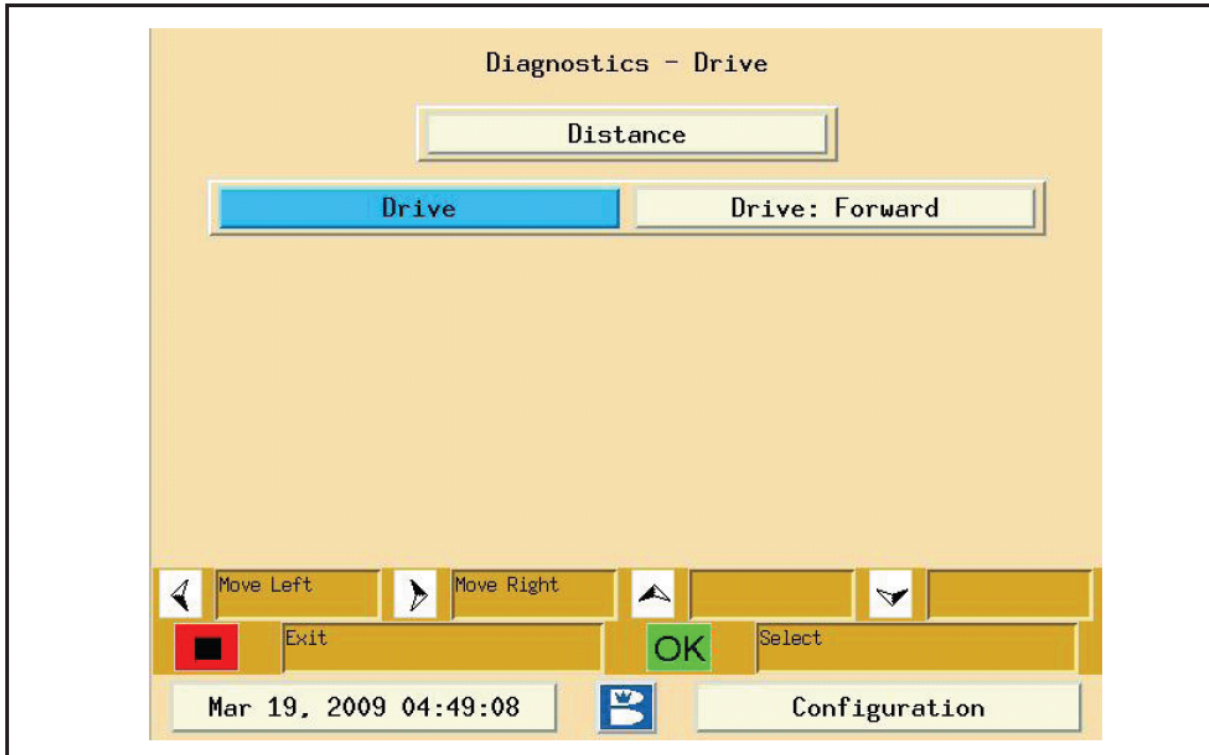 Diagnostics - Drive
Distance
Drive Drive: Forward
Move Left Move Right
Exit OK Select
Mar 19, 2009 04:49:08 Configuration